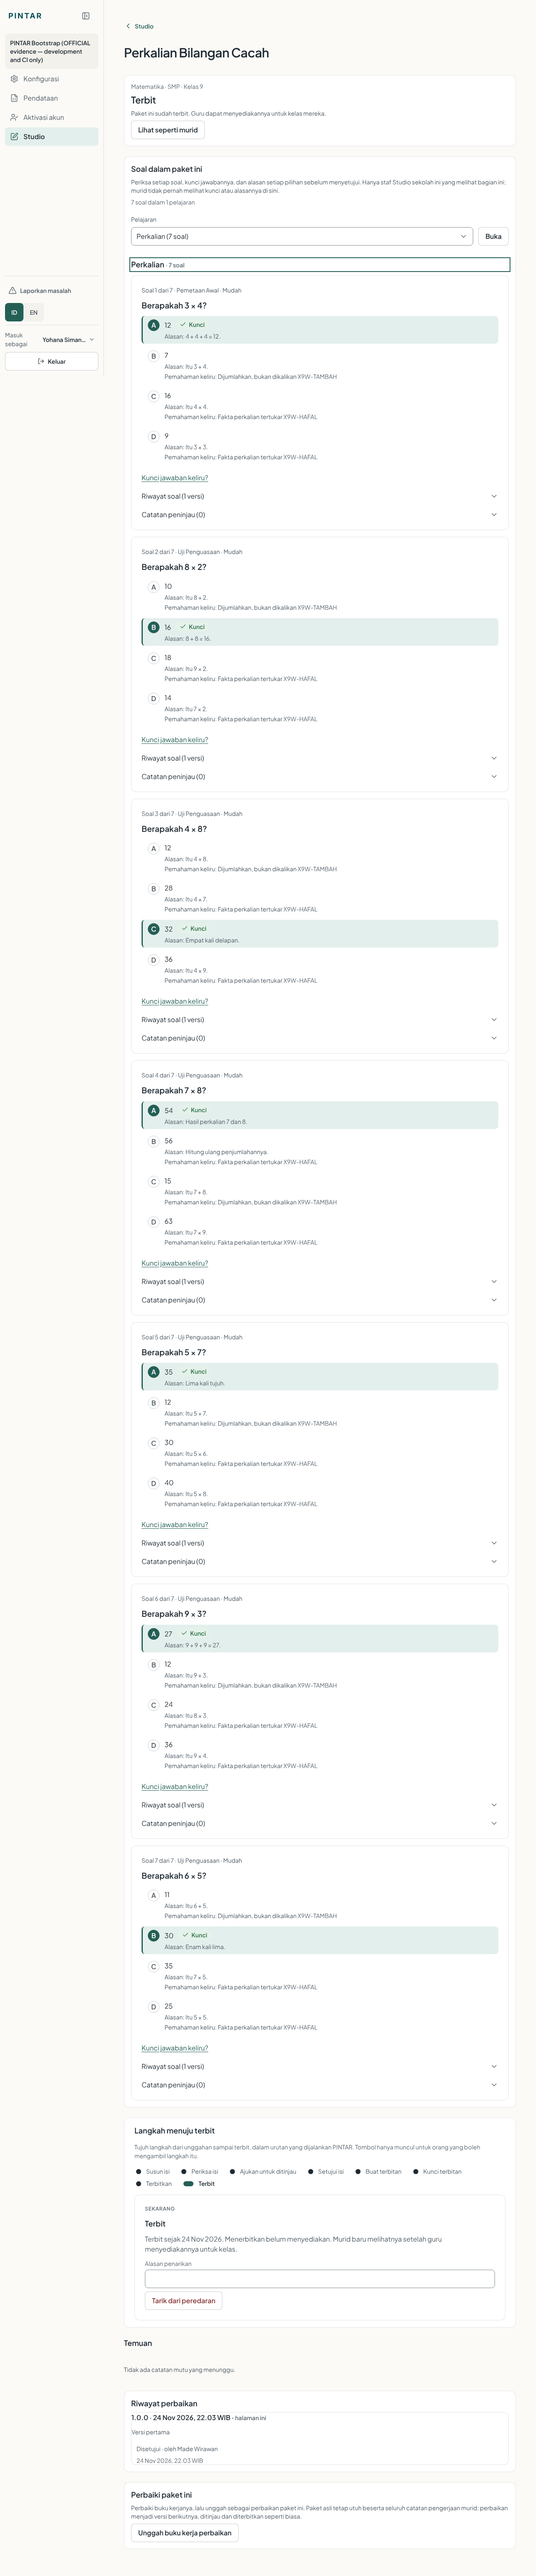 PINTAR
PINTAR Bootstrap (OFFICIAL
evidence — development
and CI only)
Konfigurasi
Pendataan
Aktivasi akun
Studio
Laporkan masalah
ID
EN
Masuk
sebagai
Yohana Siman...
Keluar
Studio
Perkalian Bilangan Cacah
Matematika · SMP · Kelas 9
Terbit
Paket ini sudah terbit. Guru dapat menyediakannya untuk kelas mereka.
Lihat seperti murid
Soal dalam paket ini
Periksa setiap soal, kunci jawabannya, dan alasan setiap pilihan sebelum menyetujui. Hanya staf Studio sekolah ini yang melihat bagian ini;
murid tidak pernah melihat kunci atau alasannya di sini.
7 soal dalam 1 pelajaran
Pelajaran
Perkalian (7 soal)
Buka
Perkalian · 7 soal
Soal 1 dari 7 · Pemetaan Awal · Mudah
Berapakah 3 × 4?
A 12 Kunci
Alasan: 4 + 4 + 4 = 12.
B 7
Alasan: Itu 3 + 4.
Pemahaman keliru: Dijumlahkan, bukan dikalikan X9W-TAMBAH
C 16
Alasan: Itu 4 × 4.
Pemahaman keliru: Fakta perkalian tertukar X9W-HAFAL
D 9
Alasan: Itu 3 × 3.
Pemahaman keliru: Fakta perkalian tertukar X9W-HAFAL
Kunci jawaban keliru?
Riwayat soal (1 versi)
Catatan peninjau (0)
Soal 2 dari 7 · Uji Penguasaan · Mudah
Berapakah 8 × 2?
A 10
Alasan: Itu 8 + 2.
Pemahaman keliru: Dijumlahkan, bukan dikalikan X9W-TAMBAH
B 16 Kunci
Alasan: 8 + 8 = 16.
C 18
Alasan: Itu 9 × 2.
Pemahaman keliru: Fakta perkalian tertukar X9W-HAFAL
D 14
Alasan: Itu 7 × 2.
Pemahaman keliru: Fakta perkalian tertukar X9W-HAFAL
Kunci jawaban keliru?
Riwayat soal (1 versi)
Catatan peninjau (0)
Soal 3 dari 7 · Uji Penguasaan · Mudah
Berapakah 4 × 8?
A 12
Alasan: Itu 4 + 8.
Pemahaman keliru: Dijumlahkan, bukan dikalikan X9W-TAMBAH
B 28
Alasan: Itu 4 × 7.
Pemahaman keliru: Fakta perkalian tertukar X9W-HAFAL
C 32 Kunci
Alasan: Empat kali delapan.
D 36
Alasan: Itu 4 × 9.
Pemahaman keliru: Fakta perkalian tertukar X9W-HAFAL
Kunci jawaban keliru?
Riwayat soal (1 versi)
Catatan peninjau (0)
Soal 4 dari 7 · Uji Penguasaan · Mudah
Berapakah 7 × 8?
A 54 Kunci
Alasan: Hasil perkalian 7 dan 8.
B 56
Alasan: Hitung ulang penjumlahannya.
Pemahaman keliru: Fakta perkalian tertukar X9W-HAFAL
C 15
Alasan: Itu 7 + 8.
Pemahaman keliru: Dijumlahkan, bukan dikalikan X9W-TAMBAH
D 63
Alasan: Itu 7 × 9.
Pemahaman keliru: Fakta perkalian tertukar X9W-HAFAL
Kunci jawaban keliru?
Riwayat soal (1 versi)
Catatan peninjau (0)
Soal 5 dari 7 · Uji Penguasaan · Mudah
Berapakah 5 × 7?
A 35 Kunci
Alasan: Lima kali tujuh.
B 12
Alasan: Itu 5 + 7.
Pemahaman keliru: Dijumlahkan, bukan dikalikan X9W-TAMBAH
C 30
Alasan: Itu 5 × 6.
Pemahaman keliru: Fakta perkalian tertukar X9W-HAFAL
D 40
Alasan: Itu 5 × 8.
Pemahaman keliru: Fakta perkalian tertukar X9W-HAFAL
Kunci jawaban keliru?
Riwayat soal (1 versi)
Catatan peninjau (0)
Soal 6 dari 7 · Uji Penguasaan · Mudah
Berapakah 9 × 3?
A 27 Kunci
Alasan: 9 + 9 + 9 = 27.
B 12
Alasan: Itu 9 + 3.
Pemahaman keliru: Dijumlahkan, bukan dikalikan X9W-TAMBAH
C 24
Alasan: Itu 8 × 3.
Pemahaman keliru: Fakta perkalian tertukar X9W-HAFAL
D 36
Alasan: Itu 9 × 4.
Pemahaman keliru: Fakta perkalian tertukar X9W-HAFAL
Kunci jawaban keliru?
Riwayat soal (1 versi)
Catatan peninjau (0)
Soal 7 dari 7 · Uji Penguasaan · Mudah
Berapakah 6 × 5?
A 11
Alasan: Itu 6 + 5.
Pemahaman keliru: Dijumlahkan, bukan dikalikan X9W-TAMBAH
B 30 Kunci
Alasan: Enam kali lima.
C 35
Alasan: Itu 7 × 5.
Pemahaman keliru: Fakta perkalian tertukar X9W-HAFAL
D 25
Alasan: Itu 5 × 5.
Pemahaman keliru: Fakta perkalian tertukar X9W-HAFAL
Kunci jawaban keliru?
Riwayat soal (1 versi)
Catatan peninjau (0)
Langkah menuju terbit
Tujuh langkah dari unggahan sampai terbit, dalam urutan yang dijalankan PINTAR. Tombol hanya muncul untuk orang yang boleh
mengambil langkah itu.
Susun isi
Periksa isi
Ajukan untuk ditinjau
Setujui isi
Buat terbitan
Kunci terbitan
Terbitkan
Terbit
SEKARANG
Terbit
Terbit sejak 24 Nov 2026. Menerbitkan belum menyediakan. Murid baru melihatnya setelah guru
menyediakannya untuk kelas.
Alasan penarikan
Tarik dari peredaran
Temuan
Tidak ada catatan mutu yang menunggu.
Riwayat perbaikan
1.0.0 · 24 Nov 2026, 22.03 WIB · halaman ini
Versi pertama
Disetujui · oleh Made Wirawan
24 Nov 2026, 22.03 WIB
Perbaiki paket ini
Perbaiki buku kerjanya, lalu unggah sebagai perbaikan paket ini. Paket asli tetap utuh beserta seluruh catatan pengerjaan murid; perbaikan
menjadi versi berikutnya, ditinjau dan diterbitkan seperti biasa.
Unggah buku kerja perbaikan